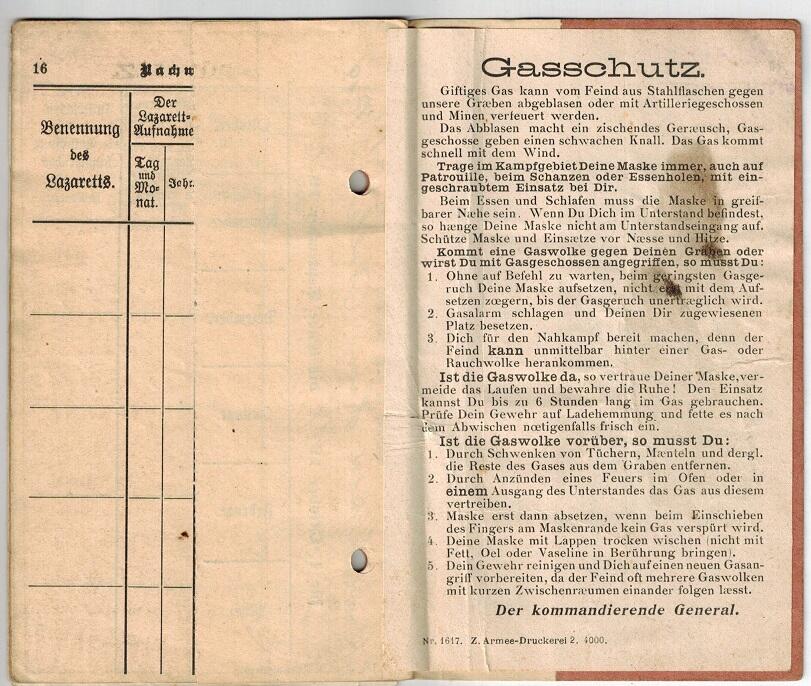 16
Nachw
Benennung
des
Lazaretts.
Der
Lazarett-
Aufnahme
Tag
und
Mo-
nat.
Jahr.
Gasschutz.
Giftiges Gas kann vom Feind aus Stahlflaschen gegen
unsere Græben abgeblasen oder mit Artilleriegeschossen
und Minen verfeuert werden.
Das Abblasen macht ein zischendes Geræusch, Gas-
geschosse geben einen schwachen Knall. Das Gas kommt
schnell mit dem Wind.
Trage im Kampfgebiet Deine Maske immer, auch auf
Patrouille, beim Schanzen oder Essenholen, mit ein-
geschraubtem Einsatz bei Dir.
Beim Essen und Schlafen muss die Maske in greif-
barer Næhe sein. Wenn Du Dich im Unterstand befindest,
so hænge Deine Maske nicht am Unterstandseingang auf.
Schütze Maske und Einsætze vor Næsse und Hitze.
Kommt eine Gaswolke gegen Deinen Graben oder
wirst Du mit Gasgeschossen angegriffen, so musst Du:
1. Ohne auf Befehl zu warten, beim geringsten Gasge-
ruch Deine Maske aufsetzen, nicht erst mit dem Auf-
setzen zœgern, bis der Gasgeruch unertræglich wird.
2. Gasalarm schlagen und Deinen Dir zugewiesenen
Platz besetzen.
3. Dich für den Nahkampf bereit machen, denn der
Feind kann unmittelbar hinter einer Gas- oder
Rauchwolke herankommen.
Ist die Gaswolke da, so vertraue Deiner Maske, ver-
meide das Laufen und bewahre die Ruhe! Den Einsatz
kannst Du bis zu 6 Stunden lang im Gas gebrauchen.
Prüfe Dein Gewehr auf Ladehemmung und fette es nach
dem Abwischen nœtigenfalls frisch ein.
Ist die Gaswolke vorüber, so musst Du:
1. Durch Schwenken von Tüchern, Mænteln und dergl.
die Reste des Gases aus dem Graben entfernen.
2. Durch Anzünden eines Feuers im Ofen oder in
einem Ausgang des Unterstandes das Gas aus diesem
vertreiben.
3. Maske erst dann absetzen, wenn beim Einschieben
des Fingers am Maskenrande kein Gas verspürt wird.
4. Deine Maske mit Lappen trocken wischen (nicht mit
Fett, Oel oder Vaseline in Berührung bringen).
5. Dein Gewehr reinigen und Dich auf einen neuen Gasan-
griff vorbereiten, da der Feind oft mehrere Gaswolken
mit kurzen Zwischenræumen einander folgen læsst.
Der kommandierende General.
Nr. 1617. Z. Armee-Druckerei 2. 4000.